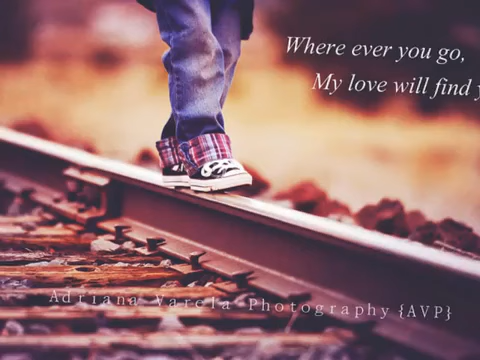 Where ever you go,
My love will find
Adriana Varela Photography {AVP}